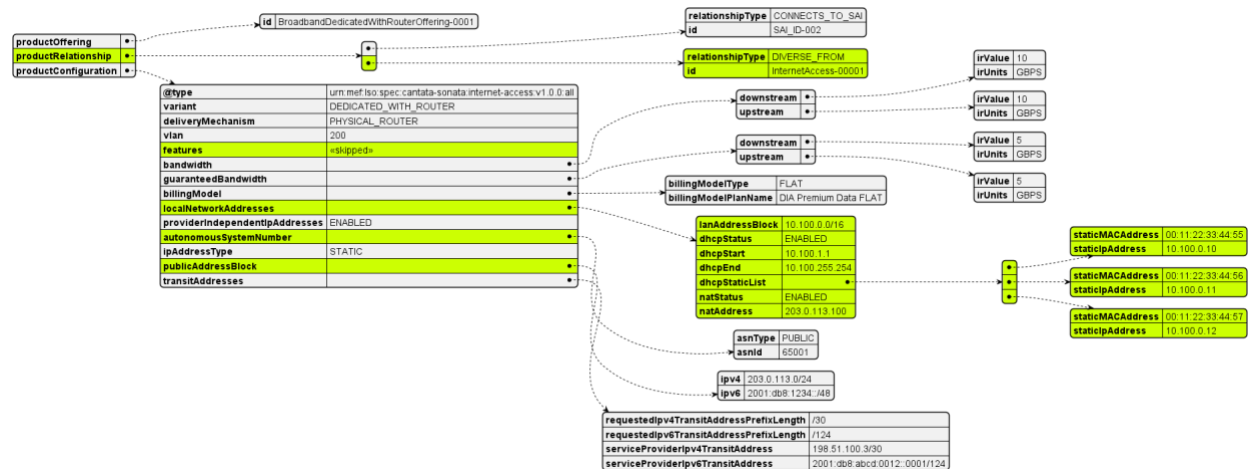 id BroadbandDedicatedWithRouterOffering-0001
productOffering
productRelationship
productConfiguration
relationshipType CONNECTS_TO_SAI
id SAI_ID-002
relationshipType DIVERSE_FROM
id InternetAccess-00001
@type urn:mef:lso:spec:cantata-sonata:internet-access:v1.0.0:all
variant DEDICATED_WITH_ROUTER
deliveryMechanism PHYSICAL_ROUTER
vlan 200
features «skipped»
bandwidth
guaranteedBandwidth
billingModel
localNetworkAddresses
providerIndependentIpAddresses ENABLED
autonomousSystemNumber
ipAddressType STATIC
publicAddressBlock
transitAddresses
downstream
upstream
irValue 10
irUnits GBPS
irValue 10
irUnits GBPS
downstream
upstream
irValue 5
irUnits GBPS
irValue 5
irUnits GBPS
billingModelType FLAT
billingModelPlanName DIA Premium Data FLAT
lanAddressBlock 10.100.0.0/16
dhcpStatus ENABLED
dhcpStart 10.100.1.1
dhcpEnd 10.100.255.254
dhcpStaticList
natStatus ENABLED
natAddress 203.0.113.100
staticMACAddress 00:11:22:33:44:55
staticIpAddress 10.100.0.10
staticMACAddress 00:11:22:33:44:56
staticIpAddress 10.100.0.11
staticMACAddress 00:11:22:33:44:57
staticIpAddress 10.100.0.12
asnType PUBLIC
asnId 65001
ipv4 203.0.113.0/24
ipv6 2001:db8:1234::/48
requestedIpv4TransitAddressPrefixLength /30
requestedIpv6TransitAddressPrefixLength /124
serviceProviderIpv4TransitAddress 198.51.100.3/30
serviceProviderIpv6TransitAddress 2001:db8:abcd:0012::0001/124